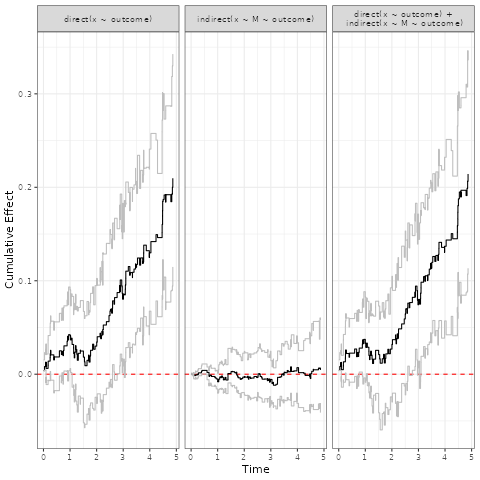 direct(x ~ outcome)
indirect(x ~ M ~ outcome)
direct(x ~ outcome) +
indirect(x ~ M ~ outcome)
Cumulative Effect
0.3
0.2
0.1
0.0
0 1 2 3 4 5
0 1 2 3 4 5
0 1 2 3 4 5
Time